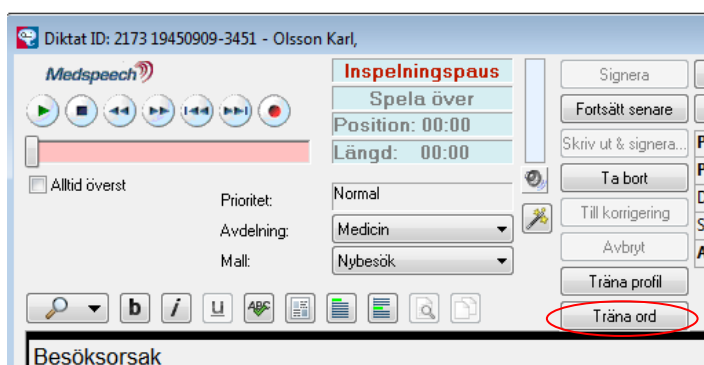 Diktat ID: 2173 19450909-3451 - Olsson Karl,
Medspeech
Inspelningspaus
Spela över
Position: 00:00
Längd: 00:00
Alltid överst
Prioritet:
Normal
Avdelning:
Medicin
Mall:
Nybesök
Signera
Fortsätt senare
Skriv ut & signera...
Ta bort
Till korrigering
Avbryt
Träna profil
Träna ord
P
P
D
S
A
b i u ABC
Besöksorsak